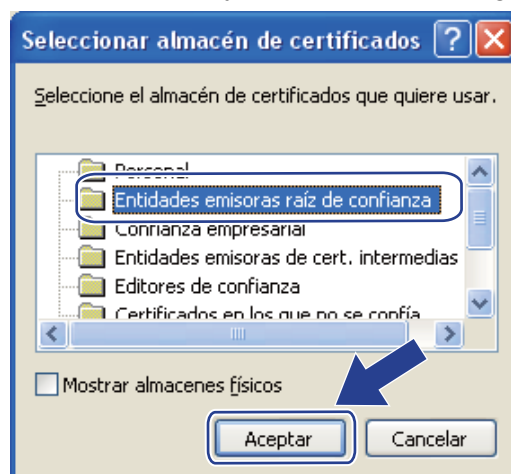 Seleccionar almacén de certificados
Seleccione el almacén de certificados que quiere usar.
Personal
Entidades emisoras raíz de confianza
Confianza empresarial
Entidades emisoras de cert. intermedias
Editores de confianza
Certificados en los que no se confía
Mostrar almacenes físicos
Aceptar
Cancelar